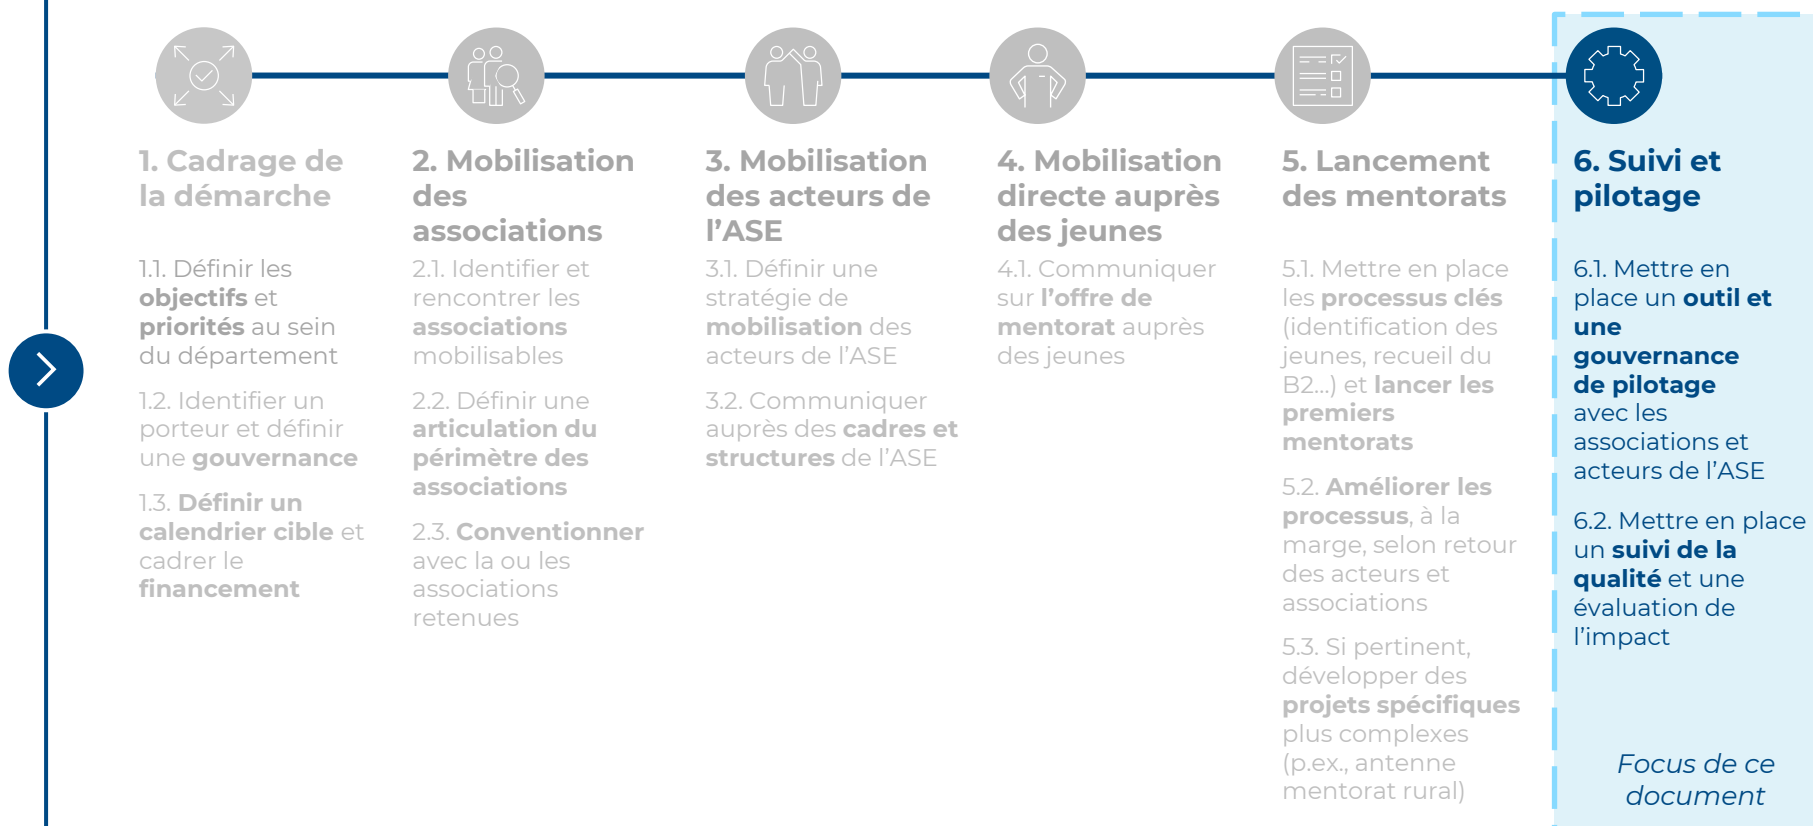 1. Cadrage de
la démarche
1.1. Définir les
objectifs et
priorités au sein
du département
1.2. Identifier un
porteur et définir
une gouvernance
1.3. Définir un
calendrier cible et
cadrer le
financement
2. Mobilisation
des
associations
2.1. Identifier et
rencontrer les
associations
mobilisables
2.2. Définir une
articulation du
périmètre des
associations
2.3. Conventionner
avec la ou les
associations
retenues
3. Mobilisation
des acteurs de
l’ASE
3.1. Définir une
stratégie de
mobilisation des
acteurs de l’ASE
3.2. Communiquer
auprès des cadres et
structures de l’ASE
4. Mobilisation
directe auprès
des jeunes
4.1. Communiquer
sur l’offre de
mentorat auprès
des jeunes
5. Lancement
des mentorats
5.1. Mettre en place
les processus clés
(identification des
jeunes, recueil du
B2...) et lancer les
premiers
mentorats
5.2. Améliorer les
processus, à la
marge, selon retour
des acteurs et
associations
5.3. Si pertinent,
développer des
projets spécifiques
plus complexes
(p.ex., antenne
mentorat rural)
6. Suivi et
pilotage
6.1. Mettre en
place un outil et
une
gouvernance
de pilotage
avec les
associations et
acteurs de l’ASE
6.2. Mettre en place
un suivi de la
qualité et une
évaluation de
l’impact
Focus de ce
document